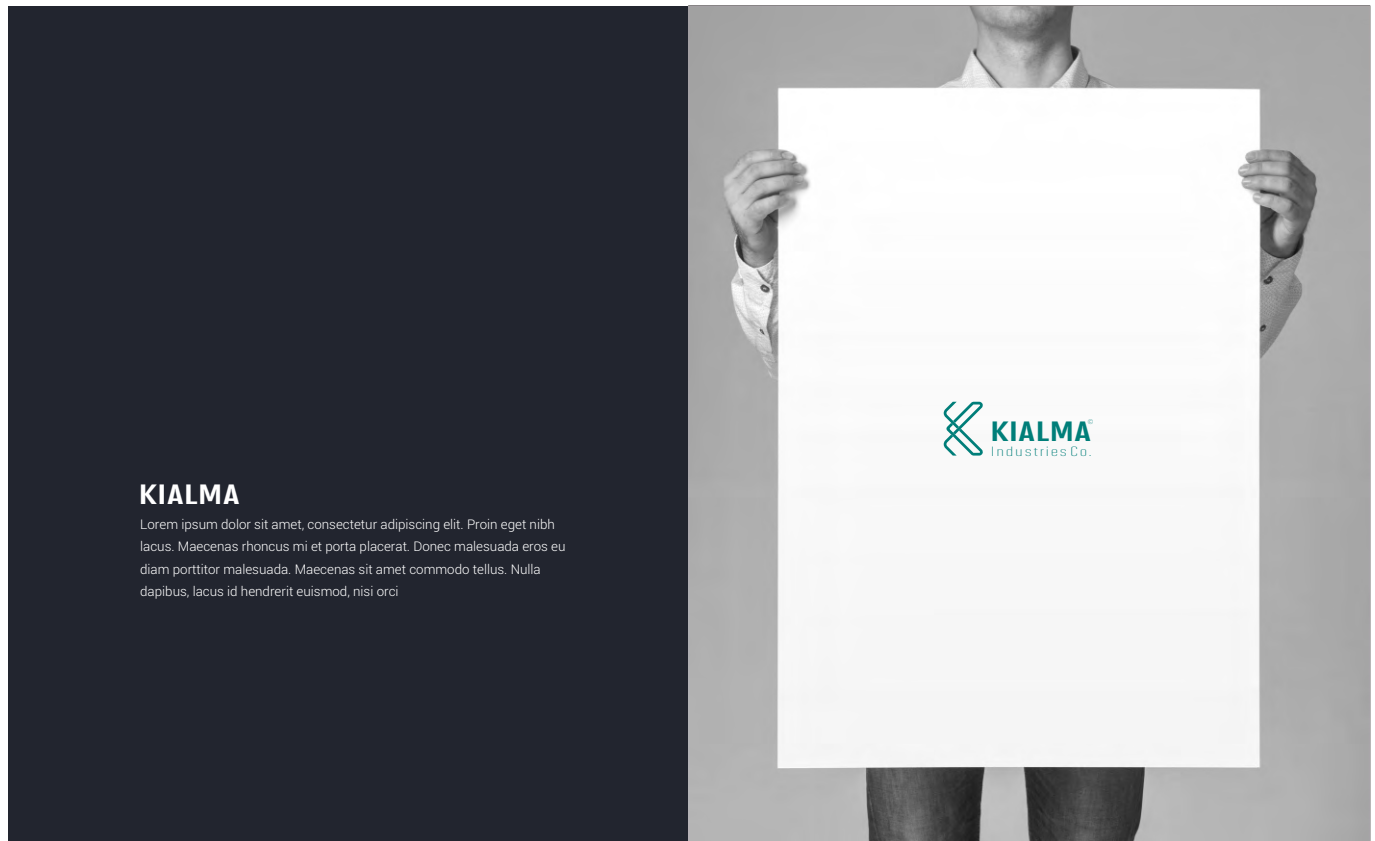 KIALMA
Lorem ipsum dolor sit amet, consectetur adipiscing elit. Proin eget nibh
lacus. Maecenas rhoncus mi et porta placerat. Donec malesuada eros eu
diam porttitor malesuada. Maecenas sit amet commodo tellus. Nulla
dapibus, lacus id hendrerit euismod, nisi orci
KIALMA©
Industries Co.